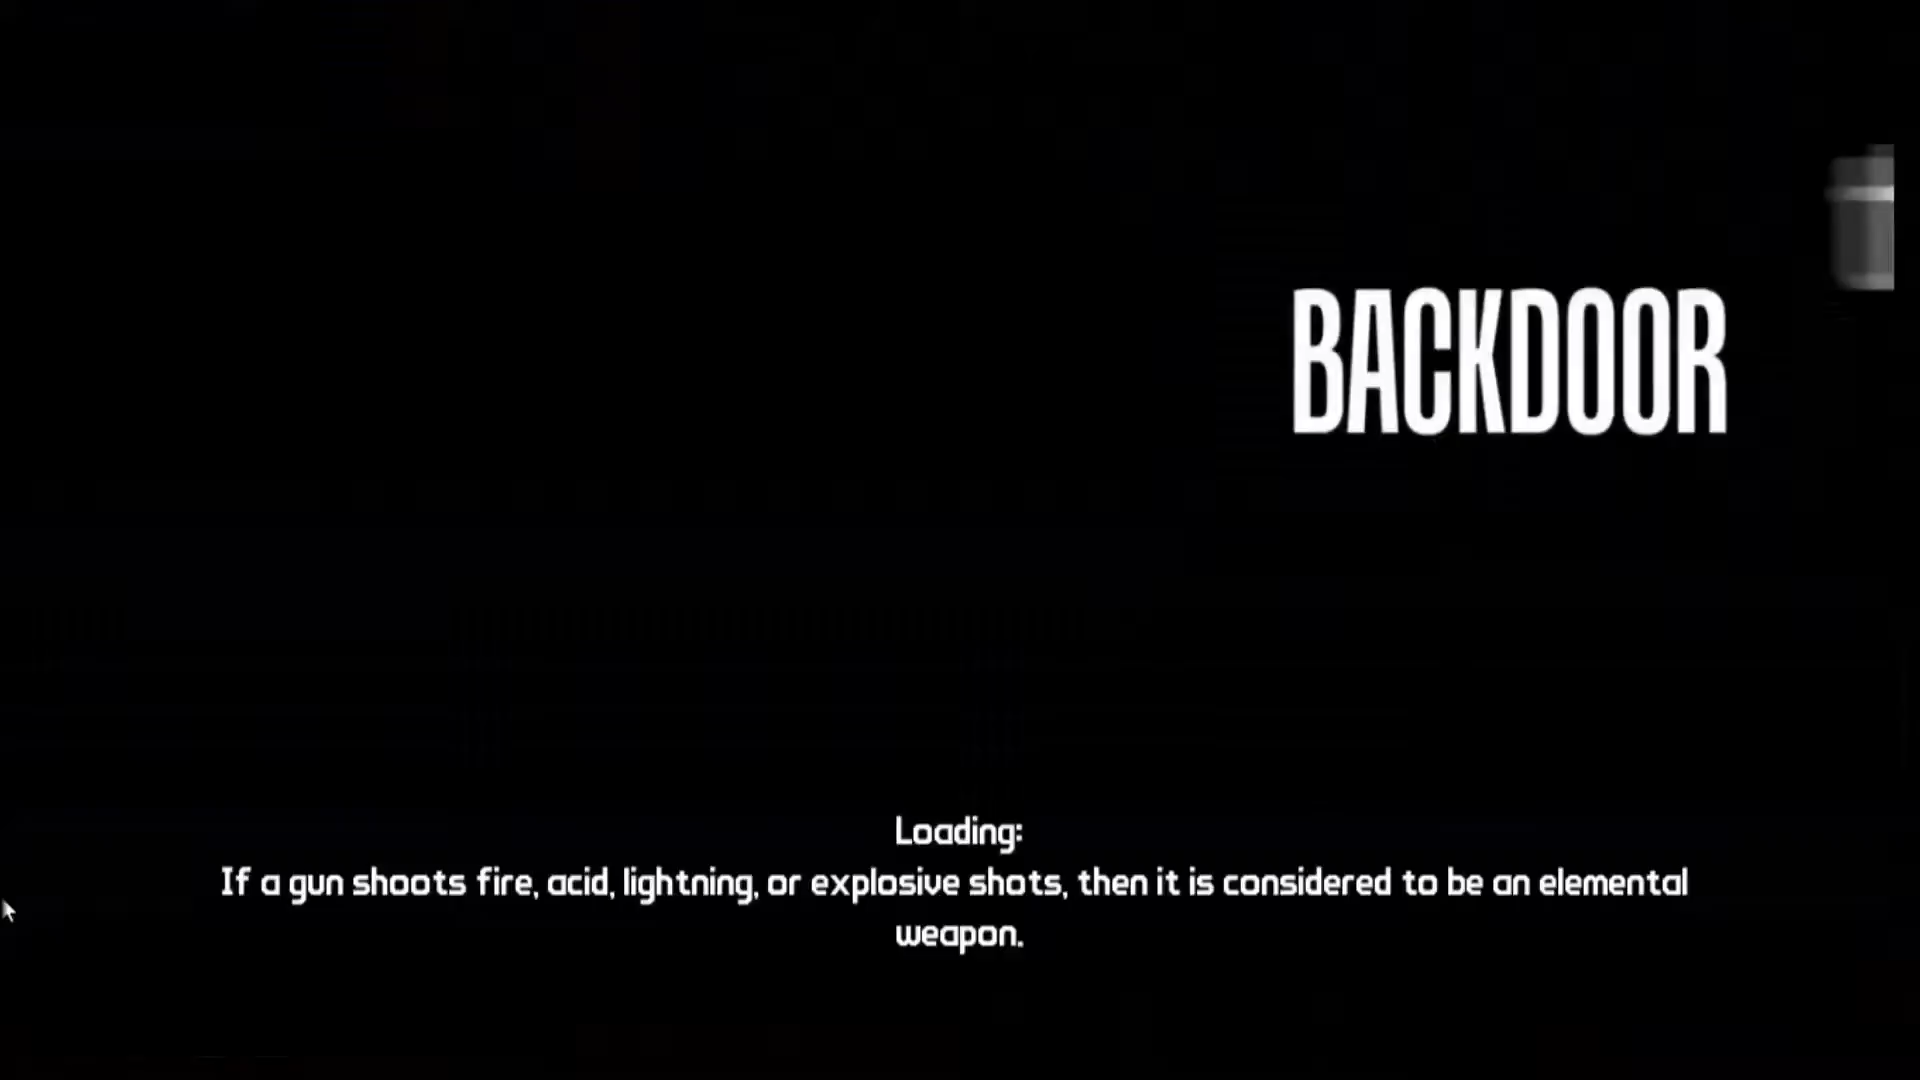 BACKDOOR
Loading:
If a gun shoots fire, acid, lightning, or explosive shots, then it is considered to be an elemental
weapon.